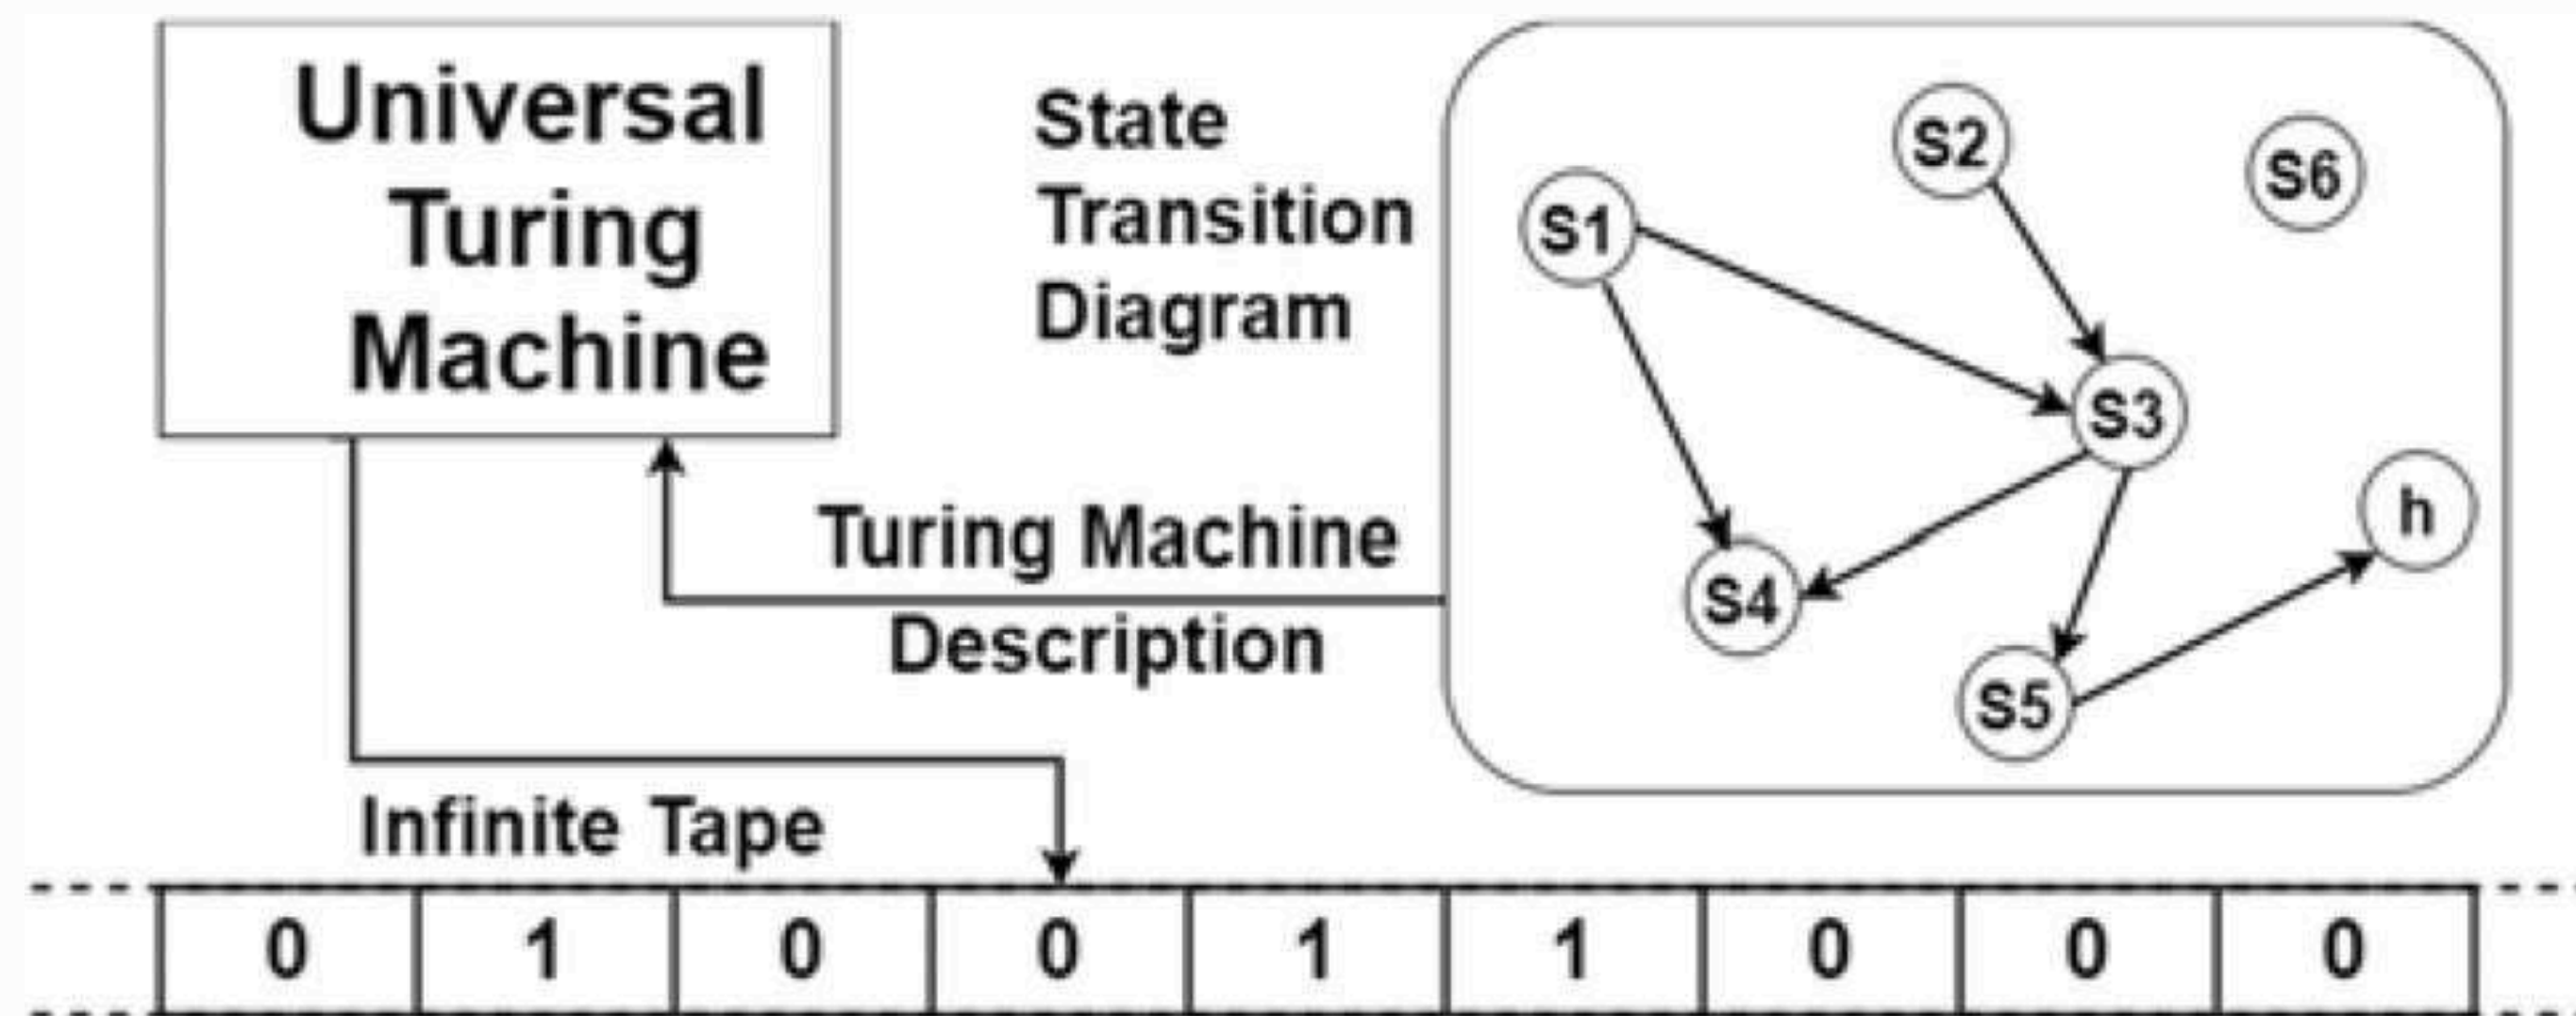 Universal
Turing
Machine
State
Transition
Diagram
S1
S2
S6
S3
h
S4
S5
Turing Machine
Description
Infinite Tape
0 1 0 0 1 1 0 0 0